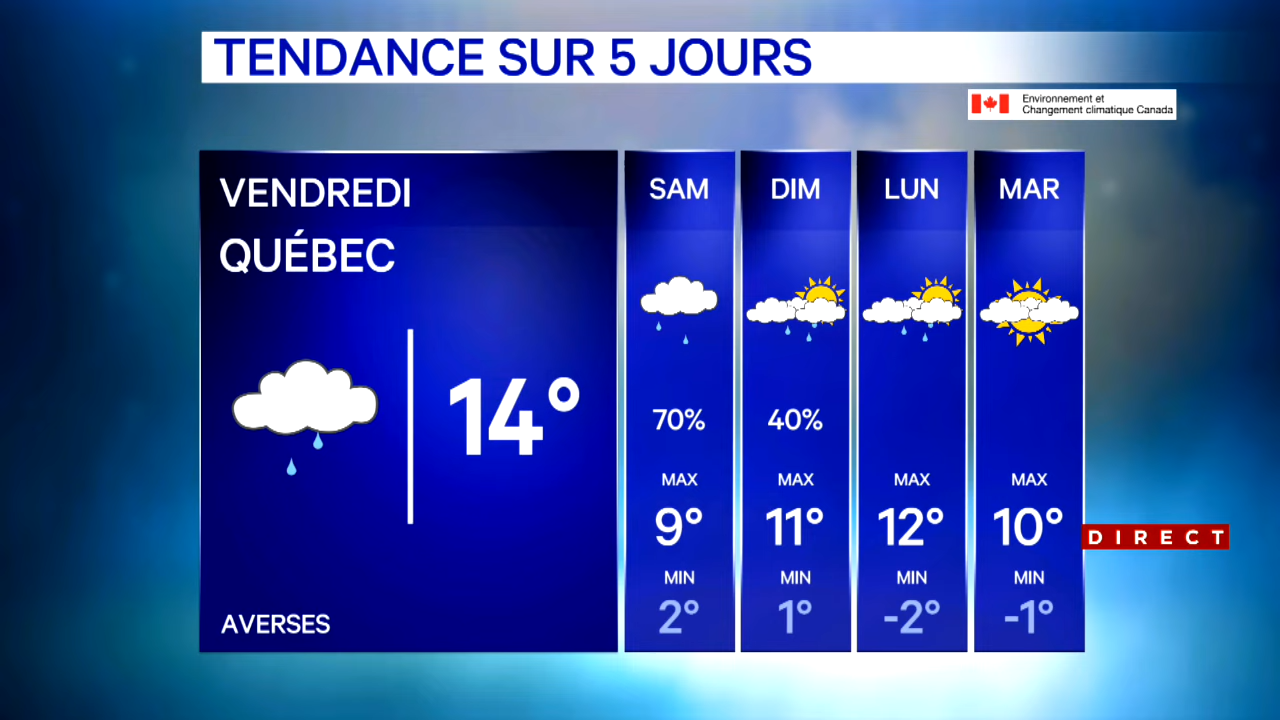 TENDANCE SUR 5 JOURS
Environnement et
Changement climatique Canada
VENDREDI
QUÉBEC
14°
AVERSES
SAM
70%
MAX
9°
MIN
2°
DIM
40%
MAX
11°
MIN
1°
LUN
MAX
12°
MIN
-2°
MAR
MAX
10°
MIN
-1°
DIRECT